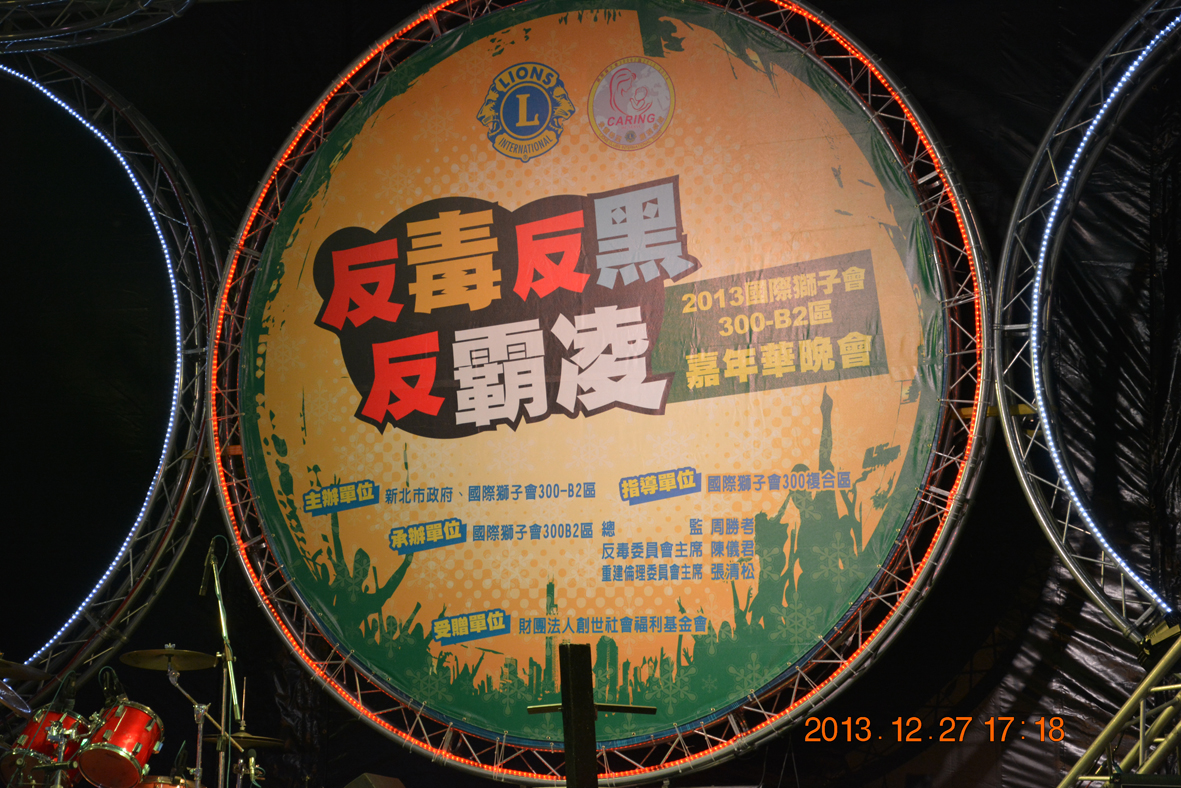 LIONS
L
INTERNATIONAL
CARING
反毒反黑
反霸凌
2013國際獅子會
300-B2區
嘉年華晚會
主辦單位 新北市政府、國際獅子會300-B2區
指導單位 國際獅子會300複合區
承辦單位 國際獅子會300B2區 總監 周勝考
反毒委員會主席 陳儀君
重建倫理委員會主席 張清松
受贈單位 財團法人創世社會福利基金會
2013.12.27 17:18